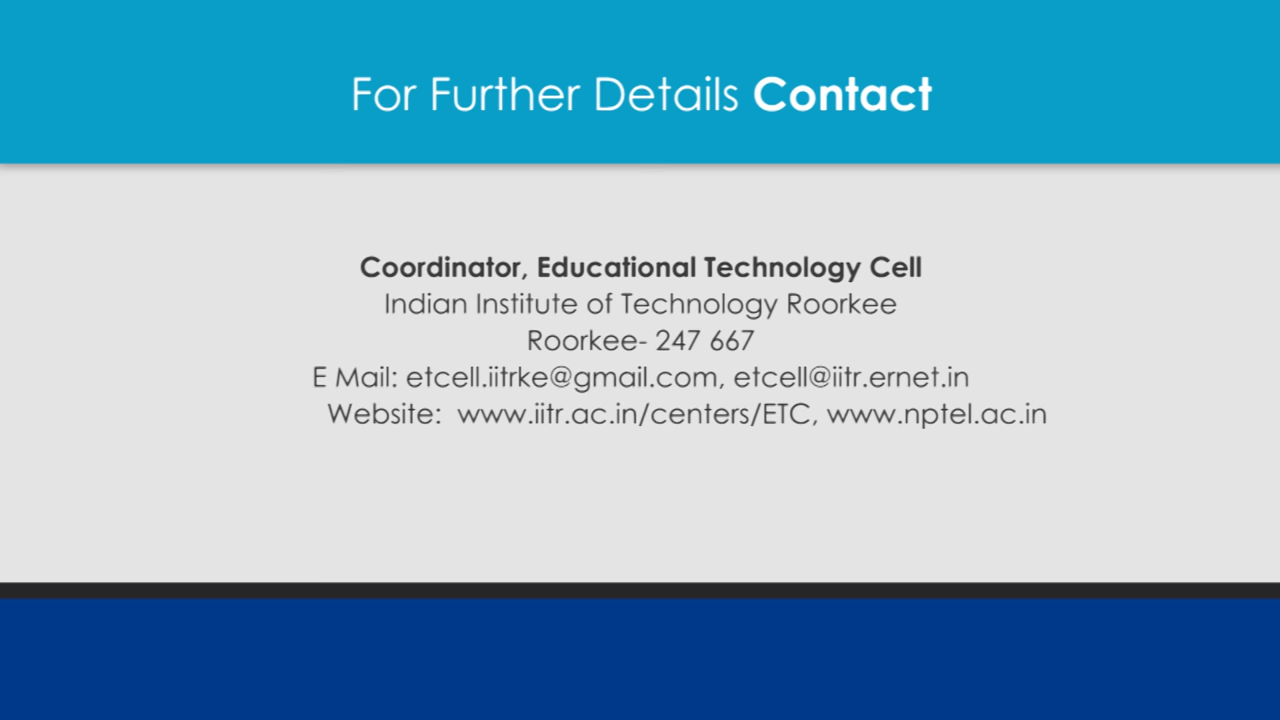 For Further Details Contact
Coordinator, Educational Technology Cell
Indian Institute of Technology Roorkee
Roorkee- 247 667
E Mail: etcell.iitrke@gmail.com, etcell@iitr.ernet.in
Website: www.iitr.ac.in/centers/ETC, www.nptel.ac.in